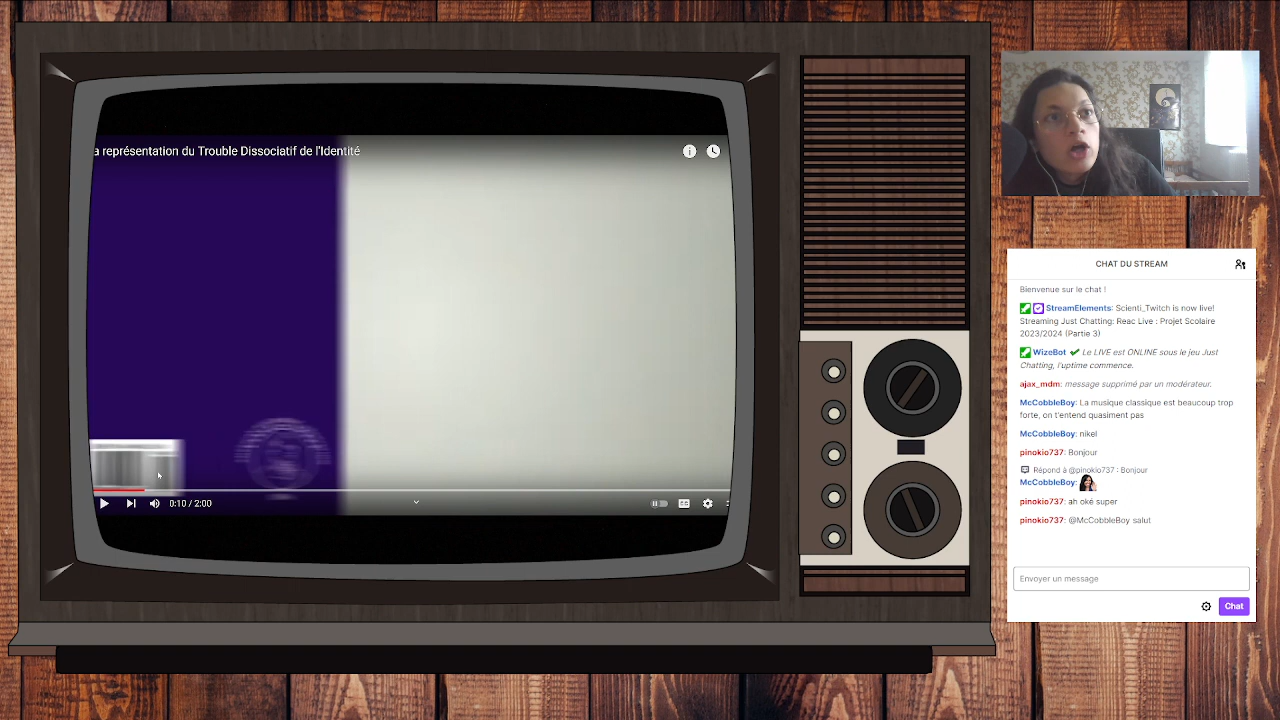 a représentation du Trouble Dissociatif de l'Identité
0:10 / 2:00
CHAT DU STREAM
Bienvenue sur le chat !
StreamElements: Scienti_Twitch is now live!
Streaming Just Chatting: Reac Live : Projet Scolaire
2023/2024 (Partie 3)
WizeBot ✔ Le LIVE est ONLINE sous le jeu Just
Chatting, l'uptime commence.
ajax_mdm: message supprimé par un modérateur.
McCobbleBoy: La musique classique est beaucoup trop
forte, on t'entend quasiment pas
McCobbleBoy: nikel
pinokio737: Bonjour
Répond à @pinokio737 : Bonjour
McCobbleBoy:
pinokio737: ah oké super
pinokio737: @McCobbleBoy salut
Envoyer un message
Chat